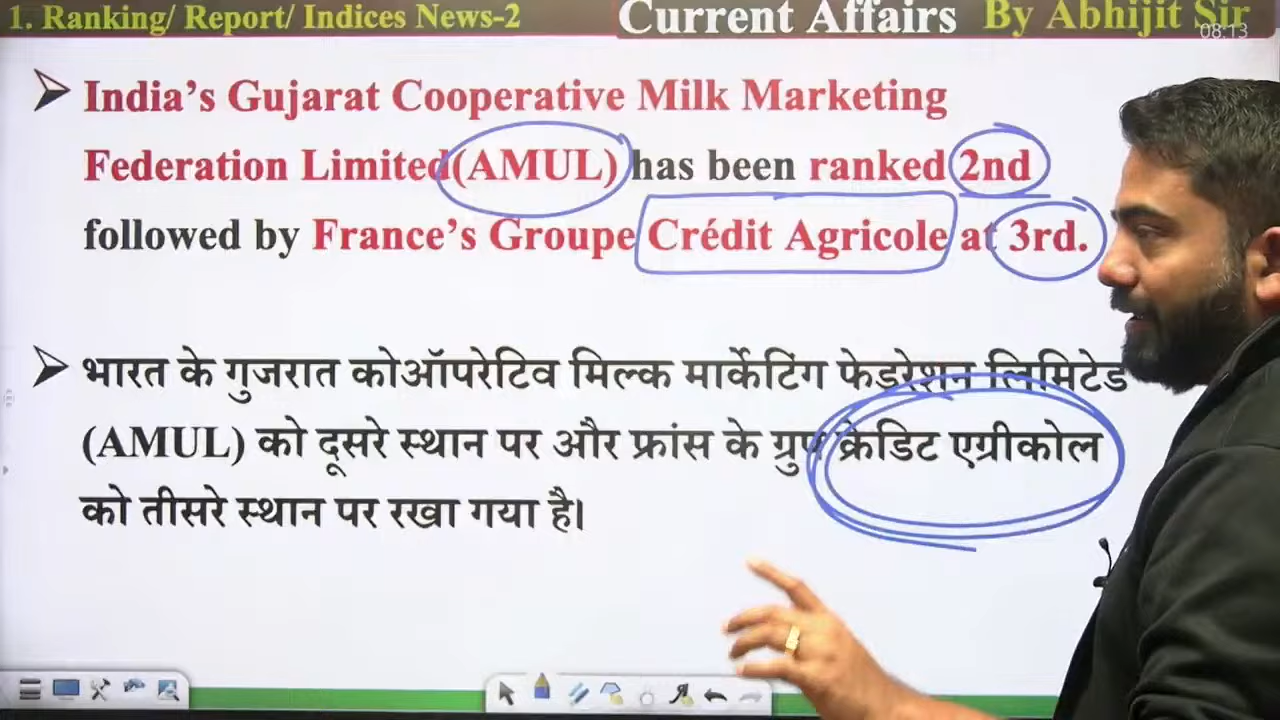 1. Ranking/ Report/ Indices News-2
Current Affairs By Abhijit Sir
08:13
India's Gujarat Cooperative Milk Marketing
Federation Limited(AMUL) has been ranked 2nd
followed by France's Groupe Crédit Agricole at 3rd.
भारत के गुजरात कोऑपरेटिव मिल्क मार्केटिंग फेडरेशन लिमिटेड
(AMUL) को दूसरे स्थान पर और फ्रांस के ग्रुप क्रेडिट एग्रीकोल
को तीसरे स्थान पर रखा गया है।